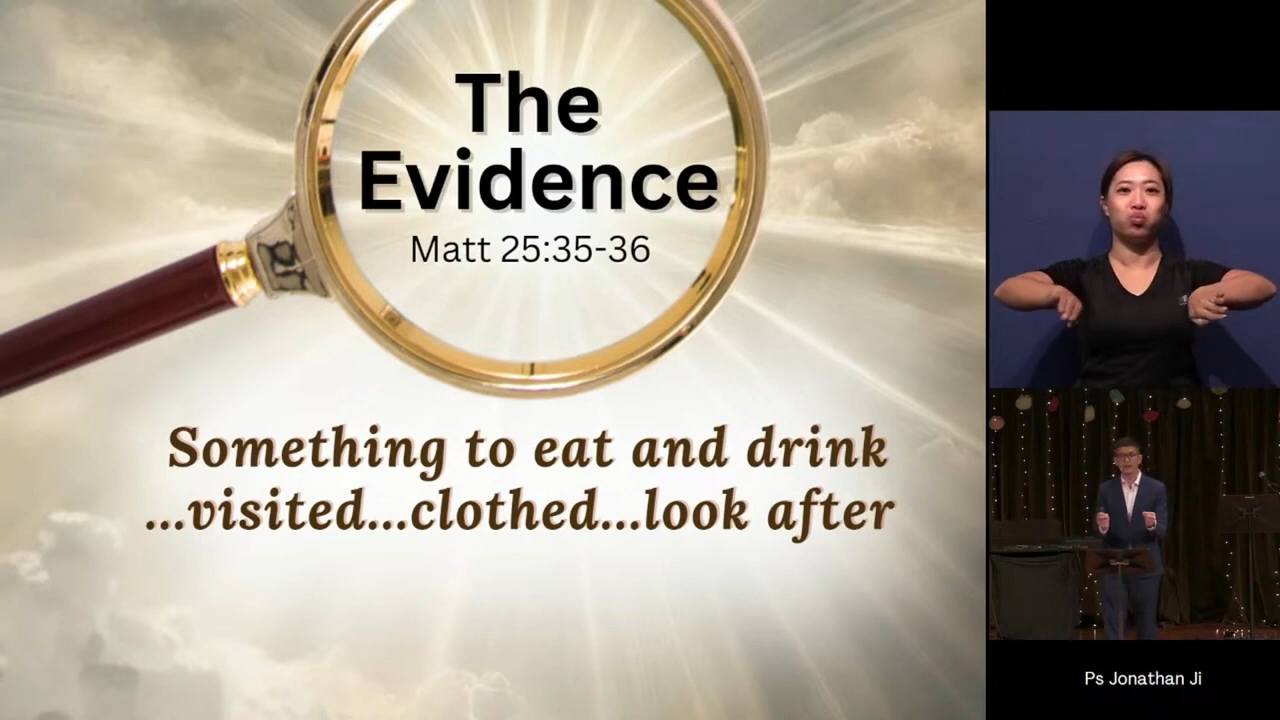 The
Evidence
Matt 25:35-36
Something to eat and drink
...visited...clothed...look after
Ps Jonathan Ji